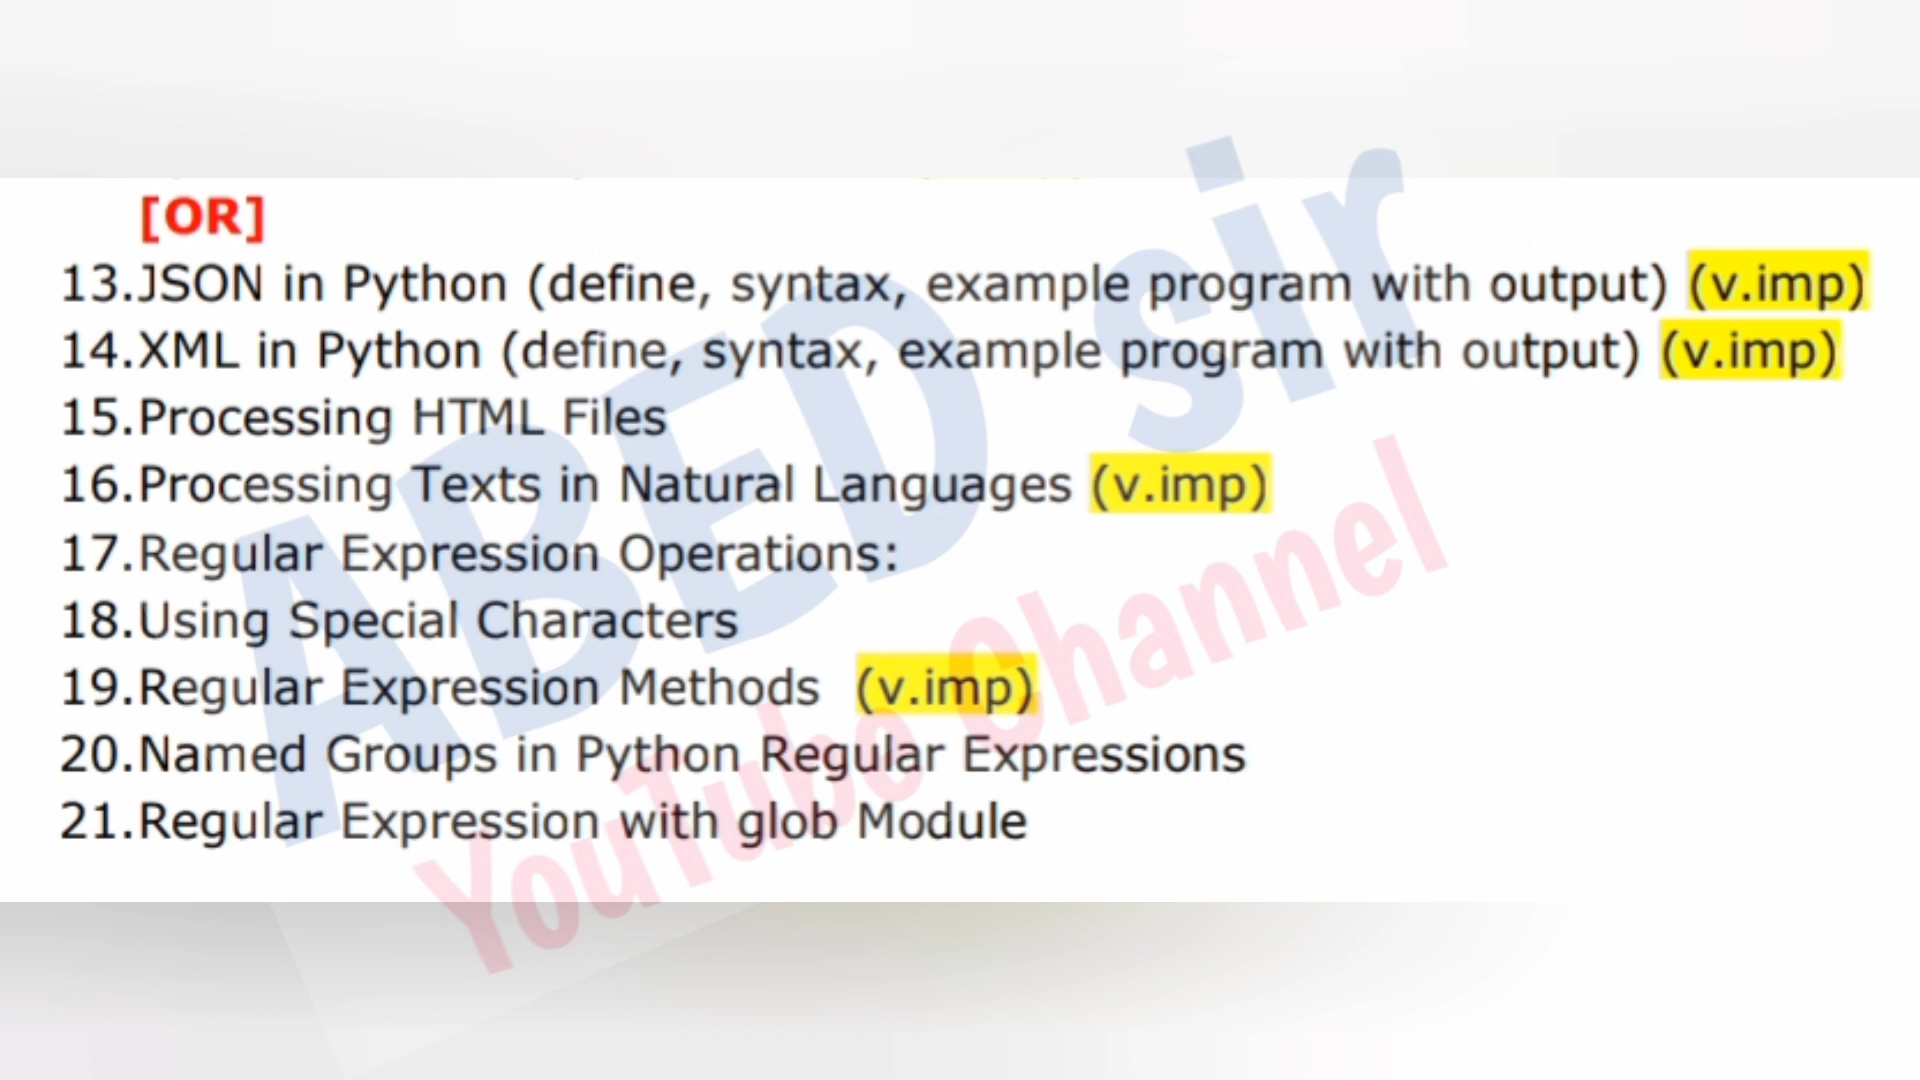 [OR]
13.JSON in Python (define, syntax, example program with output) (v.imp)
14.XML in Python (define, syntax, example program with output) (v.imp)
15.Processing HTML Files
16.Processing Texts in Natural Languages (v.imp)
17.Regular Expression Operations:
18.Using Special Characters
19.Regular Expression Methods (v.imp)
20.Named Groups in Python Regular Expressions
21.Regular Expression with glob Module
ABED sir
YouTube Channel